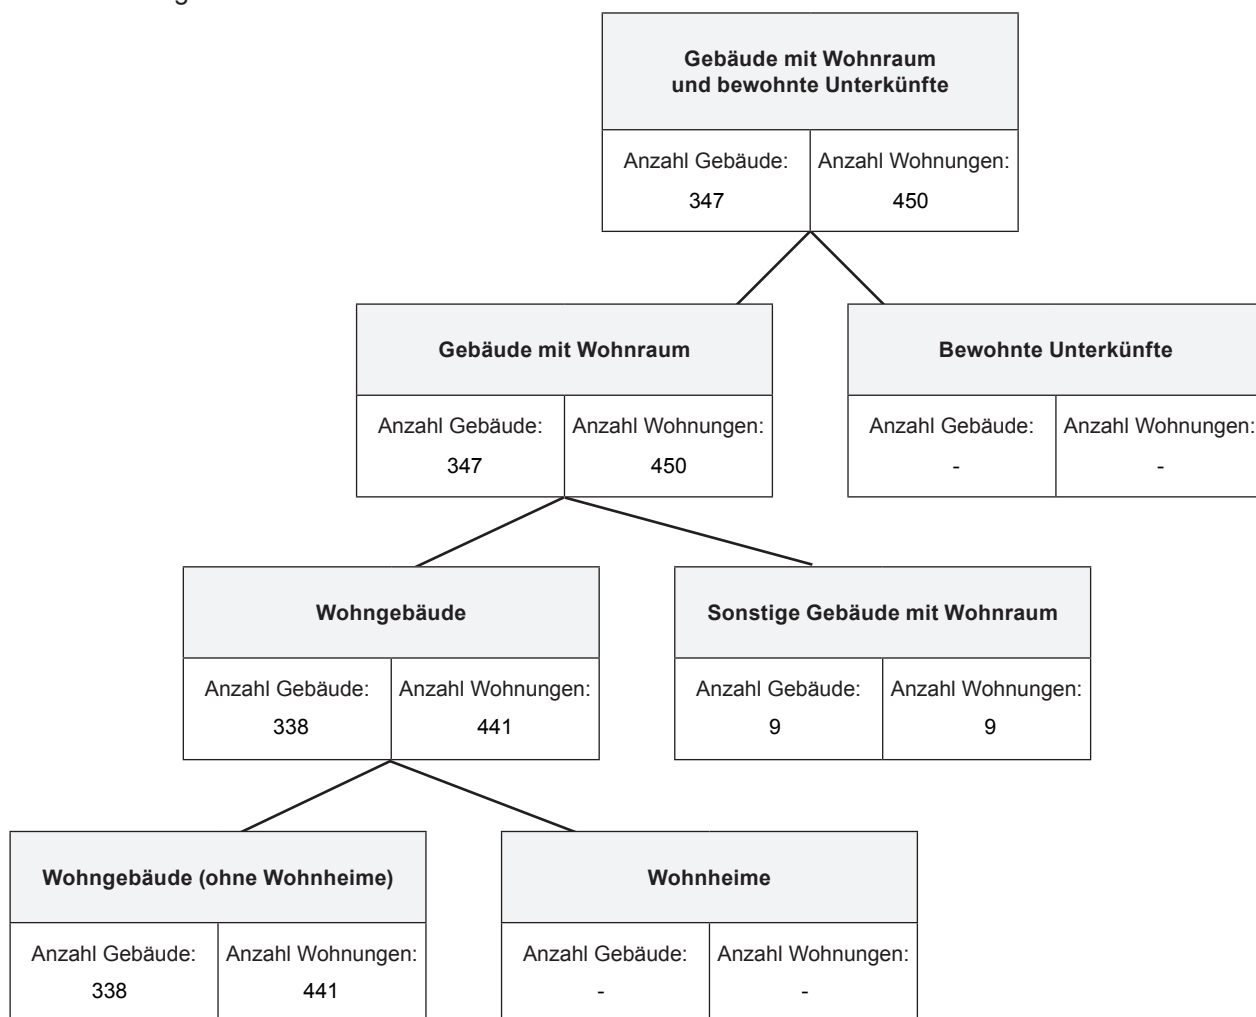 Gebäude mit Wohnraum
und bewohnte Unterkünfte
Anzahl Gebäude: Anzahl Wohnungen:
347 450
Gebäude mit Wohnraum
Bewohnte Unterkünfte
Anzahl Gebäude: Anzahl Wohnungen:
347 450
Anzahl Gebäude: Anzahl Wohnungen:
- -
Wohngebäude
Sonstige Gebäude mit Wohnraum
Anzahl Gebäude: Anzahl Wohnungen:
338 441
Anzahl Gebäude: Anzahl Wohnungen:
9 9
Wohngebäude (ohne Wohnheime)
Wohnheime
Anzahl Gebäude: Anzahl Wohnungen:
338 441
Anzahl Gebäude: Anzahl Wohnungen:
- -